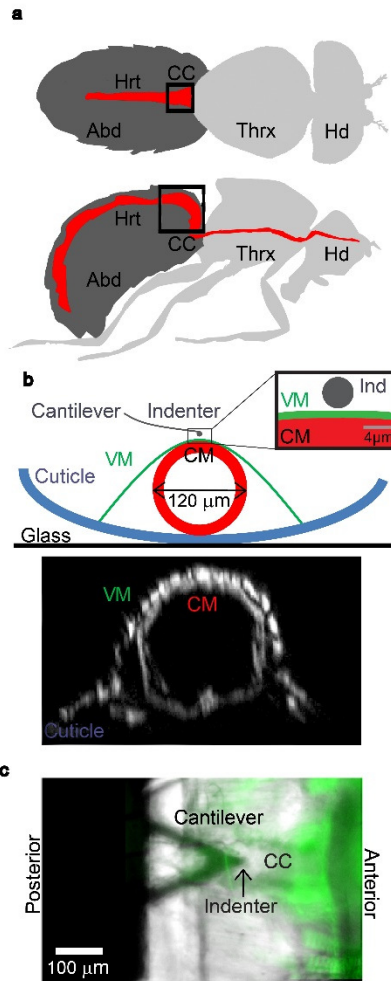 a
Hrt
CC
Abd
Thrx
Hd
Hrt
CC
Thrx
Hd
Abd
b
Cantilever Indenter
VM
CM
Cuticle
120 μm
Glass
VM
Ind
CM
4μm
VM
CM
Cuticle
c
Posterior
Cantilever
CC
Indenter
Anterior
100 μm